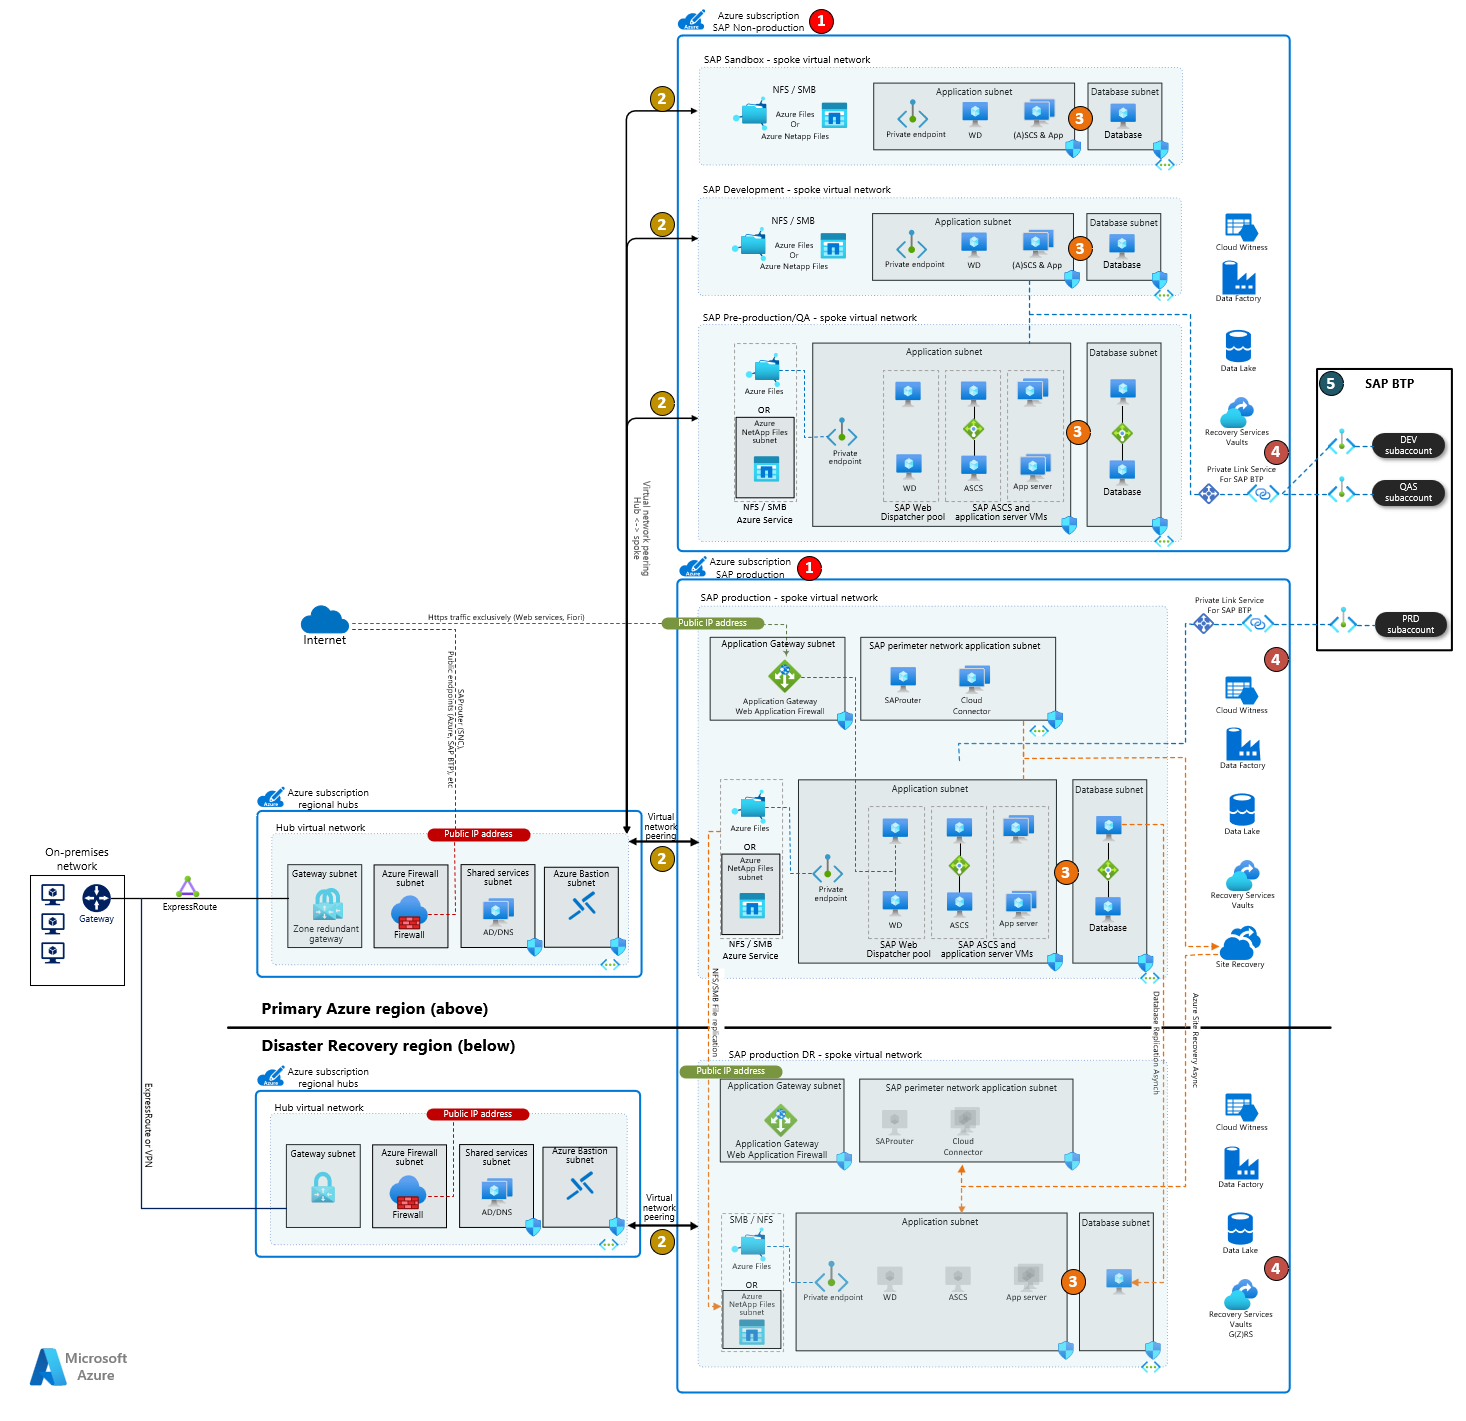 Azure subscription
SAP Non-production
1
Azure
SAP Sandbox - spoke virtual network
2
NFS / SMB
Azure Files
Or
Azure Netapp Files
Application subnet
Private endpoint
WD
(A)SCS & App
3
Database subnet
Database
SAP Development - spoke virtual network
2
NFS / SMB
Azure Files
Or
Azure Netapp Files
Application subnet
Private endpoint
WD
(A)SCS & App
3
Database subnet
Database
Cloud Witness
Data Factory
Data Lake
Recovery Services
Vaults
4
SAP Pre-production/QA - spoke virtual network
2
Azure Files
OR
Azure
NetApp Files
subnet
NFS / SMB
Azure Service
Application subnet
Private
endpoint
WD
SAP Web
Dispatcher pool
ASCS
App server
SAP ASCS and
application server VMs
3
Database subnet
Database
Private Link Service
For SAP BTP
5
SAP BTP
DEV
subaccount
QAS
subaccount
PRD
subaccount
Virtual network peering
Hub <-> spoke
Azure subscription
SAP production
1
Azure
SAP production - spoke virtual network
Private Link Service
For SAP BTP
4
Internet
Https traffic exclusively (Web services, Fiori)
Public IP address
SAProuter (SNC),
Public endpoints (Azure, SAP BTP), etc
Application Gateway subnet
Application Gateway
Web Application Firewall
SAP perimeter network application subnet
SAProuter
Cloud
Connector
Cloud Witness
Data Factory
Data Lake
Recovery Services
Vaults
Site Recovery
Azure subscription
regional hubs
Azure
Hub virtual network
Public IP address
Gateway subnet
Zone redundant
gateway
Azure Firewall
subnet
Firewall
Shared services
subnet
AD/DNS
Azure Bastion
subnet
Virtual
network
peering
2
On-premises
network
Gateway
ExpressRoute
Azure Files
OR
Azure
NetApp Files
subnet
NFS / SMB
Azure Service
Application subnet
Private
endpoint
WD
SAP Web
Dispatcher pool
ASCS
App server
SAP ASCS and
application server VMs
3
Database subnet
Database
NFS/SMB File replication
Database Replication Asynch
Azure Site Recovery Async
Primary Azure region (above)
Disaster Recovery region (below)
ExpressRoute or VPN
Azure subscription
regional hubs
Azure
Hub virtual network
Public IP address
Gateway subnet
Azure Firewall
subnet
Firewall
Shared services
subnet
AD/DNS
Azure Bastion
subnet
Virtual
network
peering
2
SAP production DR - spoke virtual network
Public IP address
Application Gateway subnet
Application Gateway
Web Application Firewall
SAP perimeter network application subnet
SAProuter
Cloud
Connector
SMB / NFS
Azure Files
OR
Azure
NetApp Files
subnet
Application subnet
Private endpoint
WD
ASCS
App server
3
Database subnet
Cloud Witness
Data Factory
Data Lake
4
Recovery Services
Vaults
G(Z)RS
Microsoft
Azure